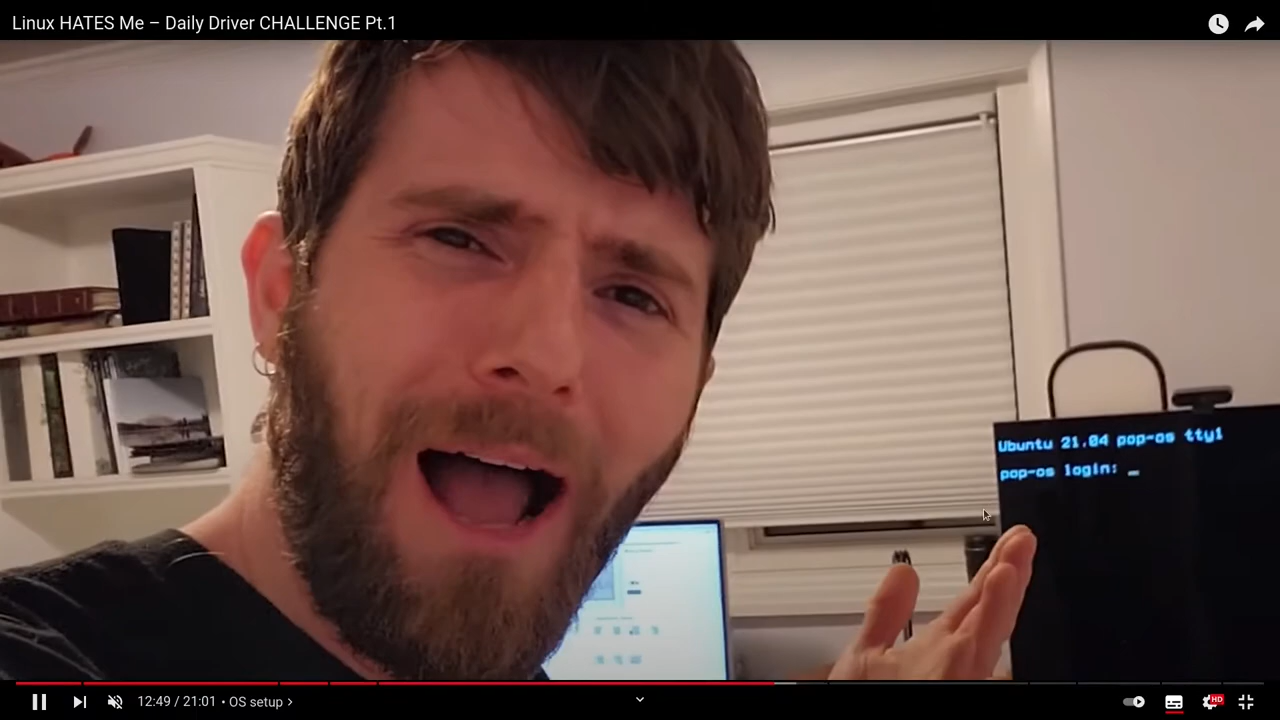 Linux HATES Me – Daily Driver CHALLENGE Pt.1
Ubuntu 21.04 pop-os tty1
pop-os login: _
12:49 / 21:01 • OS setup >
HD